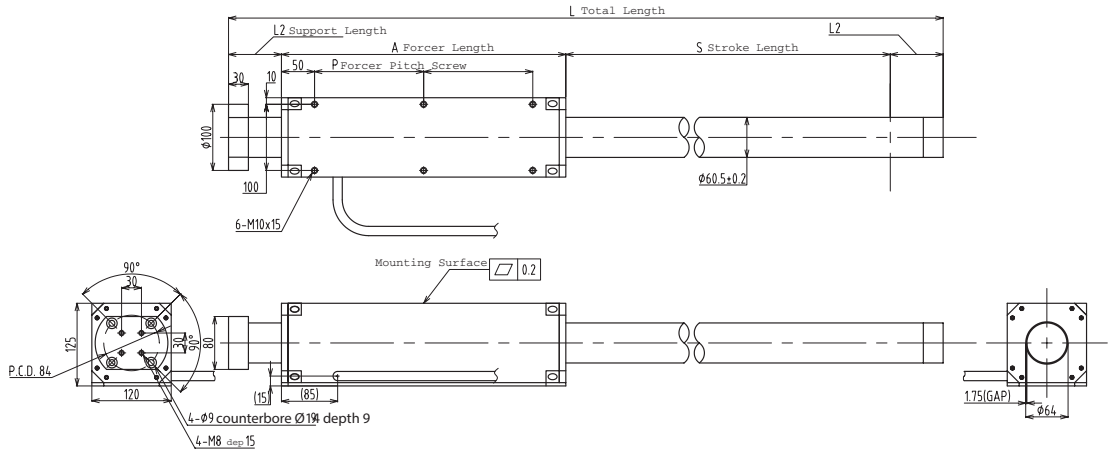 L Total Length
L2 Support Length
L2
A Forcer Length
S Stroke Length
50
P Forcer Pitch Screw
30
10
ϕ100
100
ϕ60.5±0.2
6-M10x15
Mounting Surface
0.2
90°
30
125
30
90°
80
P.C.D. 84
120
(15)
(85)
1.75(GAP)
ϕ64
4-ϕ9 counterbore Ø14 depth 9
4-M8 dep 15